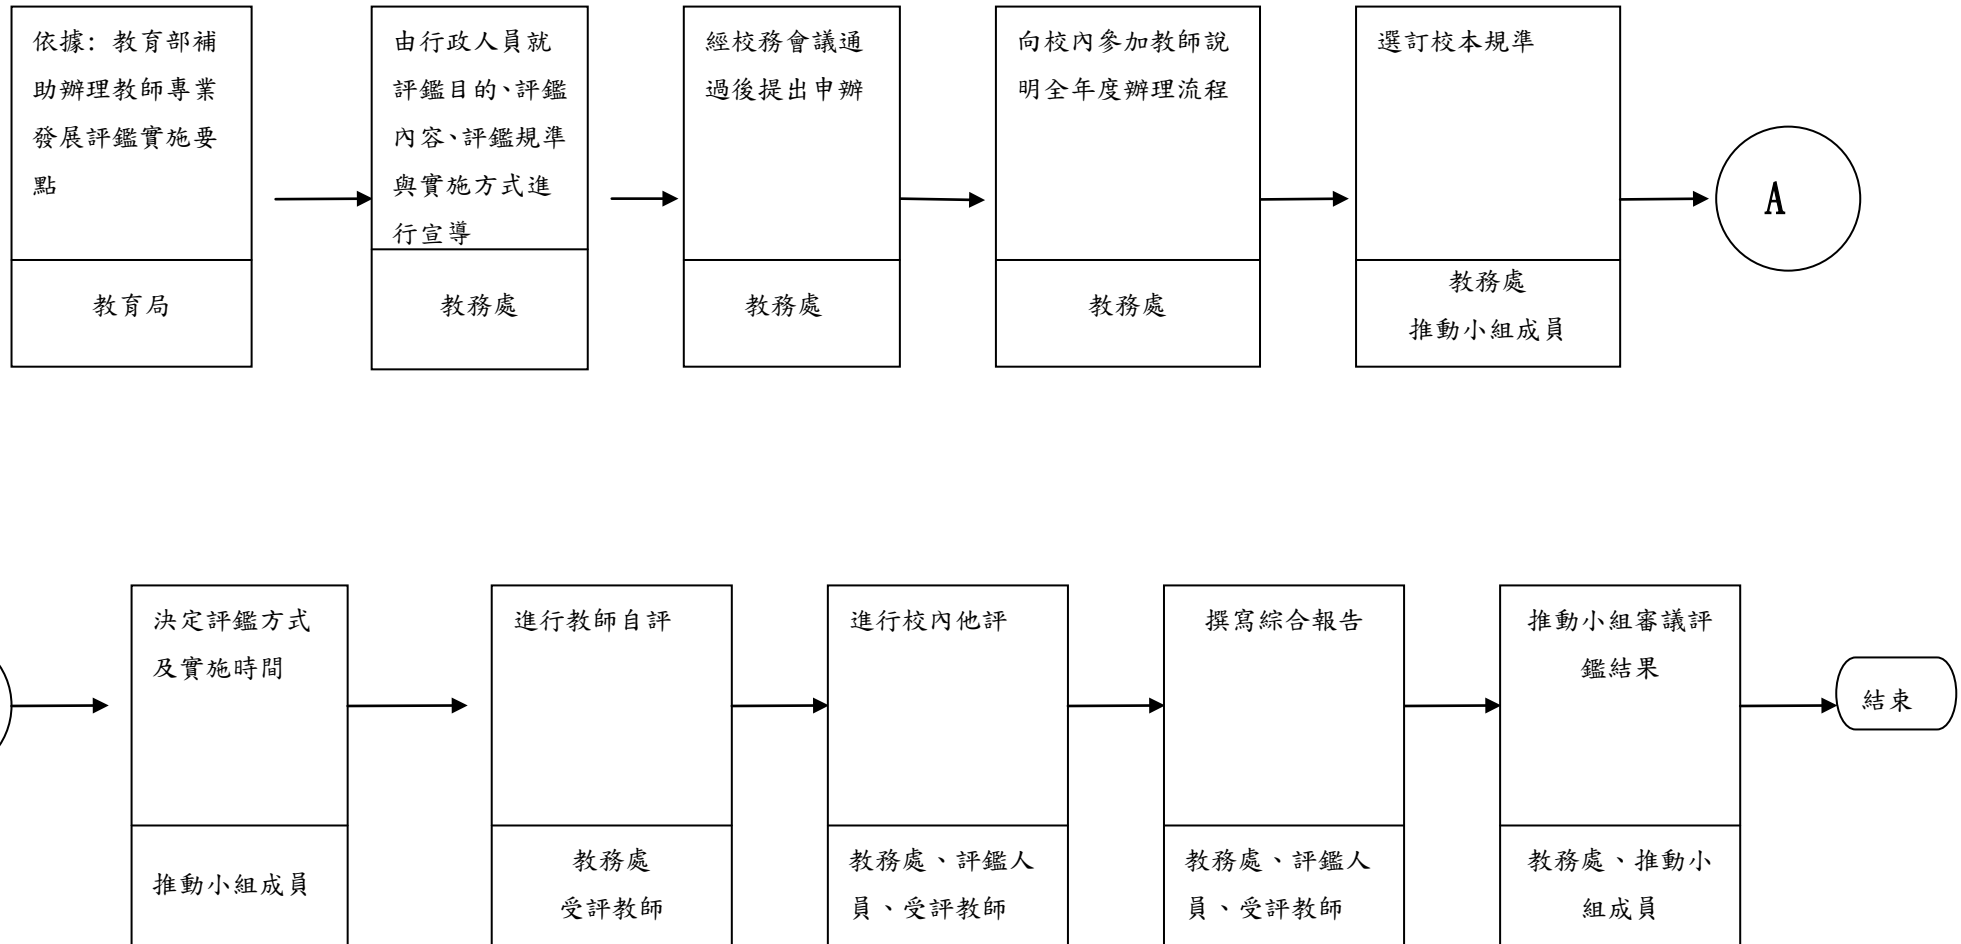 依據：教育部補
助辦理教師專業
發展評鑑實施要
點
教育局
由行政人員就
評鑑目的、評鑑
內容、評鑑規準
與實施方式進
行宣導
教務處
經校務會議通
過後提出申辦
教務處
向校內參加教師說
明全年度辦理流程
教務處
選訂校本規準
教務處
推動小組成員
A
決定評鑑方式
及實施時間
推動小組成員
進行教師自評
教務處
受評教師
進行校內他評
教務處、評鑑人
員、受評教師
撰寫綜合報告
教務處、評鑑人
員、受評教師
推動小組審議評
鑑結果
教務處、推動小
組成員
結束